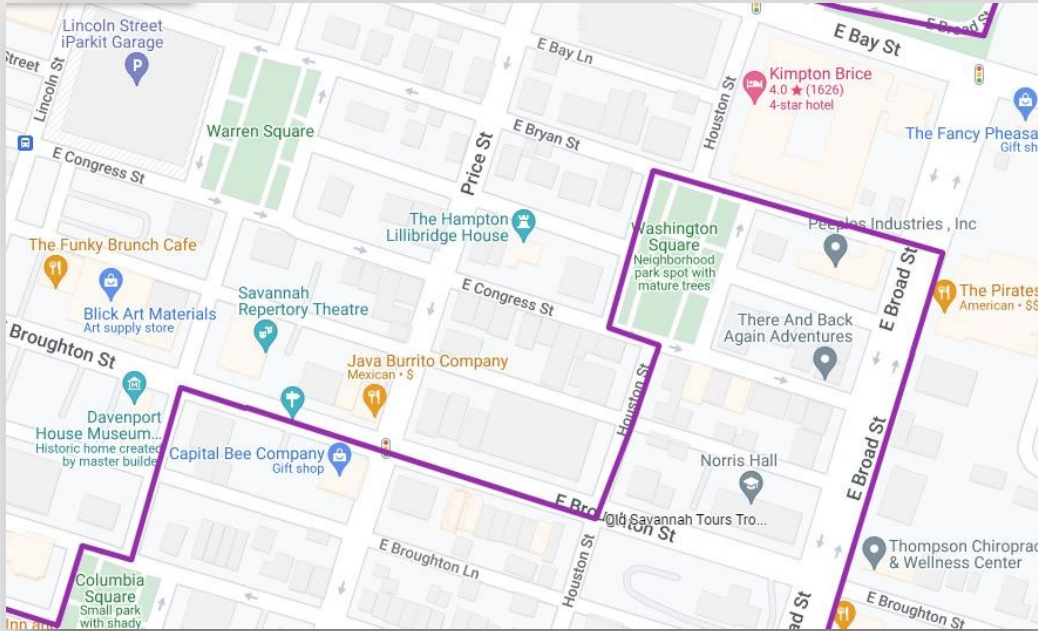 Lincoln Street
iParkit Garage
P
E Broad St
E Bay St
E Bay Ln
Street
Lincoln St
Kimpton Brice
4.0 ★ (1626)
4-star hotel
Houston St
The Fancy Pheasa
Gift sh
Warren Square
E Bryan St
Price St
E Congress St
The Hampton
Lillibridge House
Washington
Square
Neighborhood
park spot with
mature trees
Peeples Industries , Inc
The Funky Brunch Cafe
E Broad St
The Pirates
American • $$
Blick Art Materials
Art supply store
Savannah
Repertory Theatre
E Congress St
There And Back
Again Adventures
Broughton St
Java Burrito Company
Mexican • $
Houston St
Davenport
House Museum...
Historic home created
by master builde
Capital Bee Company
Gift shop
E Broad St
Norris Hall
E Broughton St
Old Savannah Tours Tro...
E Broughton Ln
Houston St
Thompson Chiroprac
& Wellness Center
Columbia
Square
Small park
with shady
E Broughton St
ad St
Inn an